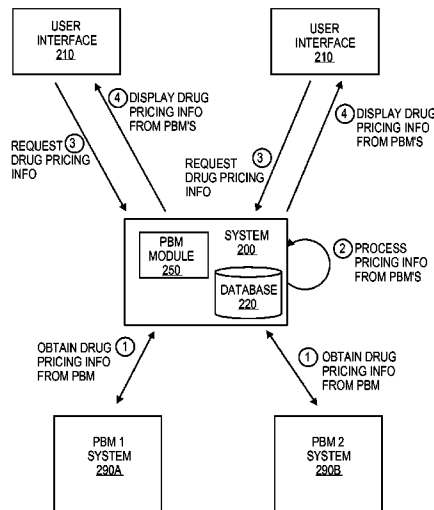 USER
INTERFACE
210
USER
INTERFACE
210
④ DISPLAY DRUG
PRICING INFO
FROM PBM'S
④ DISPLAY DRUG
PRICING INFO
FROM PBM'S
REQUEST ③
DRUG PRICING
INFO
③
REQUEST
DRUG PRICING
INFO
PBM
MODULE
250
SYSTEM
200
DATABASE
220
② PROCESS
PRICING INFO
FROM PBM'S
OBTAIN DRUG ①
PRICING INFO
FROM PBM
① OBTAIN DRUG
PRICING INFO
FROM PBM
PBM 1
SYSTEM
290A
PBM 2
SYSTEM
290B